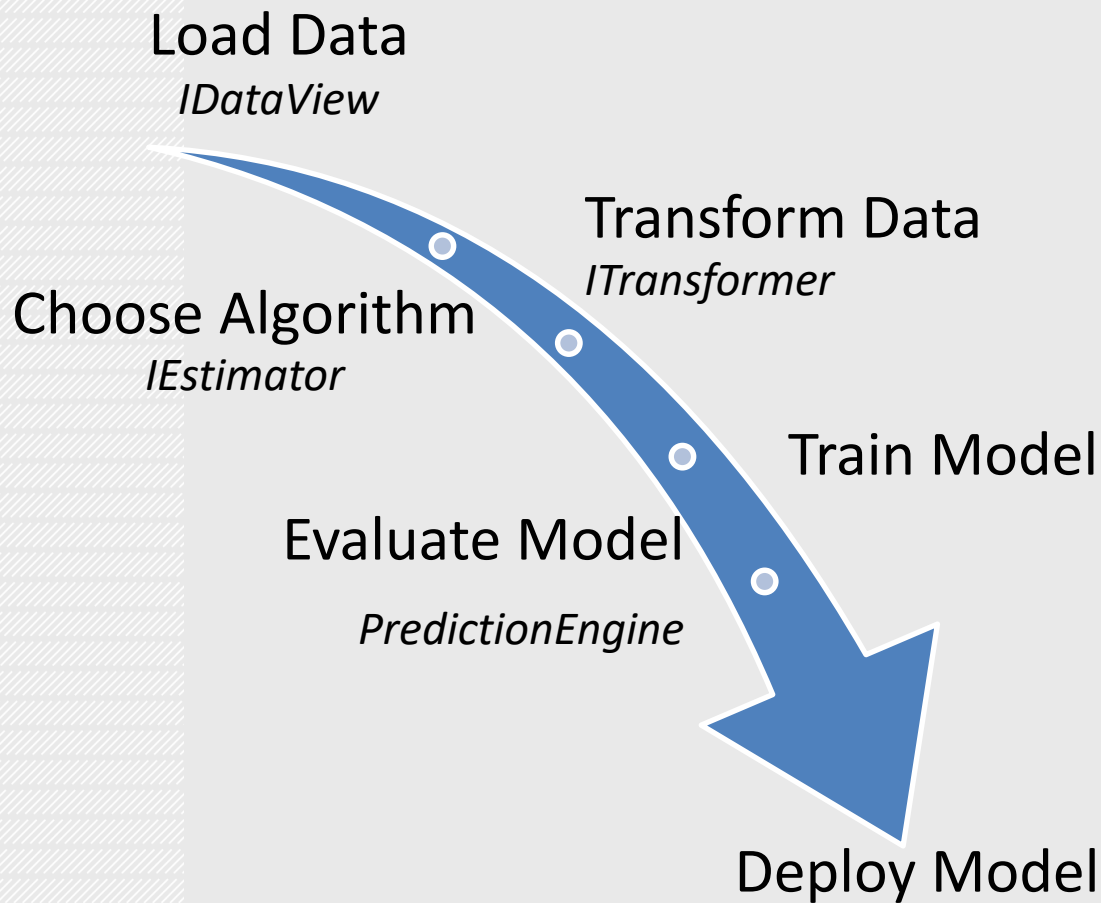 Load Data
IDataView
Transform Data
ITransformer
Choose Algorithm
IEstimator
Train Model
Evaluate Model
PredictionEngine
Deploy Model